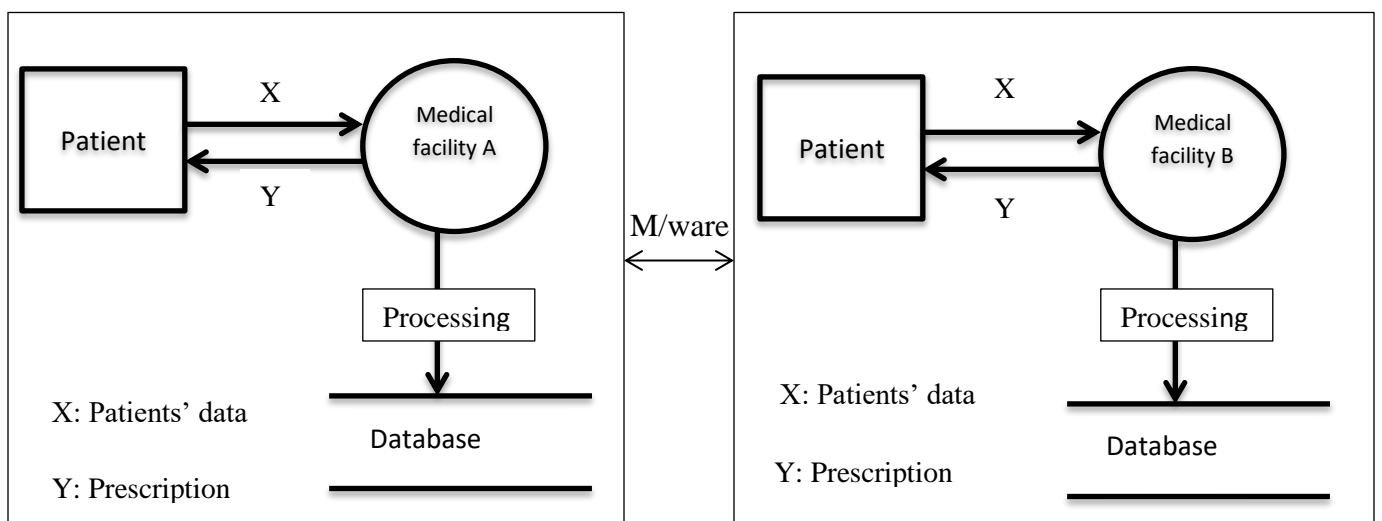 X
Patient
Medical
facility A
Y
Processing
X: Patients’ data
Database
Y: Prescription
M/ware
X
Patient
Medical
facility B
Y
Processing
X: Patients’ data
Database
Y: Prescription